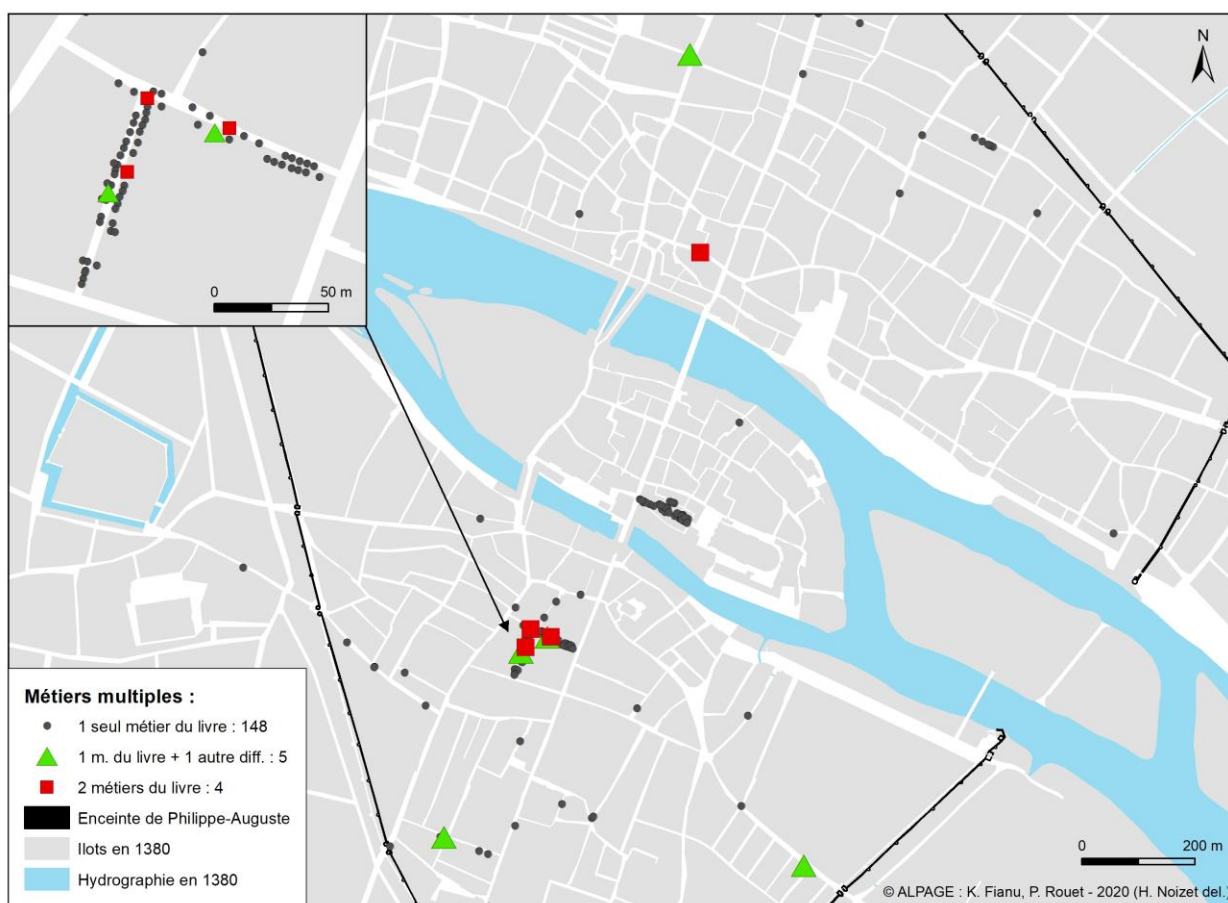 N
0 50 m
Métiers multiples :
1 seul métier du livre : 148
1 m. du livre + 1 autre diff. : 5
2 métiers du livre : 4
Enceinte de Philippe-Auguste
Ilots en 1380
Hydrographie en 1380
0 200 m
© ALPAGE : K. Fianu, P. Rouet - 2020 (H. Noizet del.)